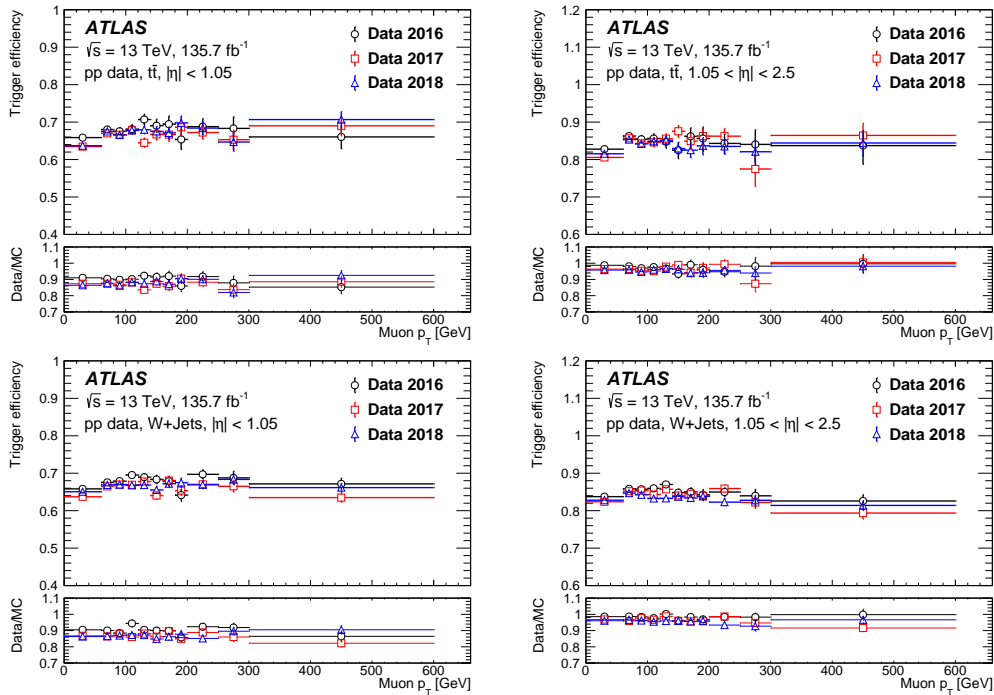 ATLAS
√s = 13 TeV, 135.7 fb⁻¹
pp data, tt̄, |η| < 1.05
Data 2016
Data 2017
Data 2018
Trigger efficiency
1
0.9
0.8
0.7
0.6
0.5
0.4
Data/MC
1.1
1
0.9
0.8
0.7
0 100 200 300 400 500 600
Muon p_T [GeV]
ATLAS
√s = 13 TeV, 135.7 fb⁻¹
pp data, tt̄, 1.05 < |η| < 2.5
Data 2016
Data 2017
Data 2018
Trigger efficiency
1.2
1
0.8
0.6
0.4
Data/MC
1.1
1
0.9
0.8
0.7
0 100 200 300 400 500 600
Muon p_T [GeV]
ATLAS
√s = 13 TeV, 135.7 fb⁻¹
pp data, W+Jets, |η| < 1.05
Data 2016
Data 2017
Data 2018
Trigger efficiency
1
0.9
0.8
0.7
0.6
0.5
0.4
Data/MC
1.1
1
0.9
0.8
0.7
0 100 200 300 400 500 600
Muon p_T [GeV]
ATLAS
√s = 13 TeV, 135.7 fb⁻¹
pp data, W+Jets, 1.05 < |η| < 2.5
Data 2016
Data 2017
Data 2018
Trigger efficiency
1.2
1
0.8
0.6
0.4
Data/MC
1.1
1
0.9
0.8
0.7
0 100 200 300 400 500 600
Muon p_T [GeV]